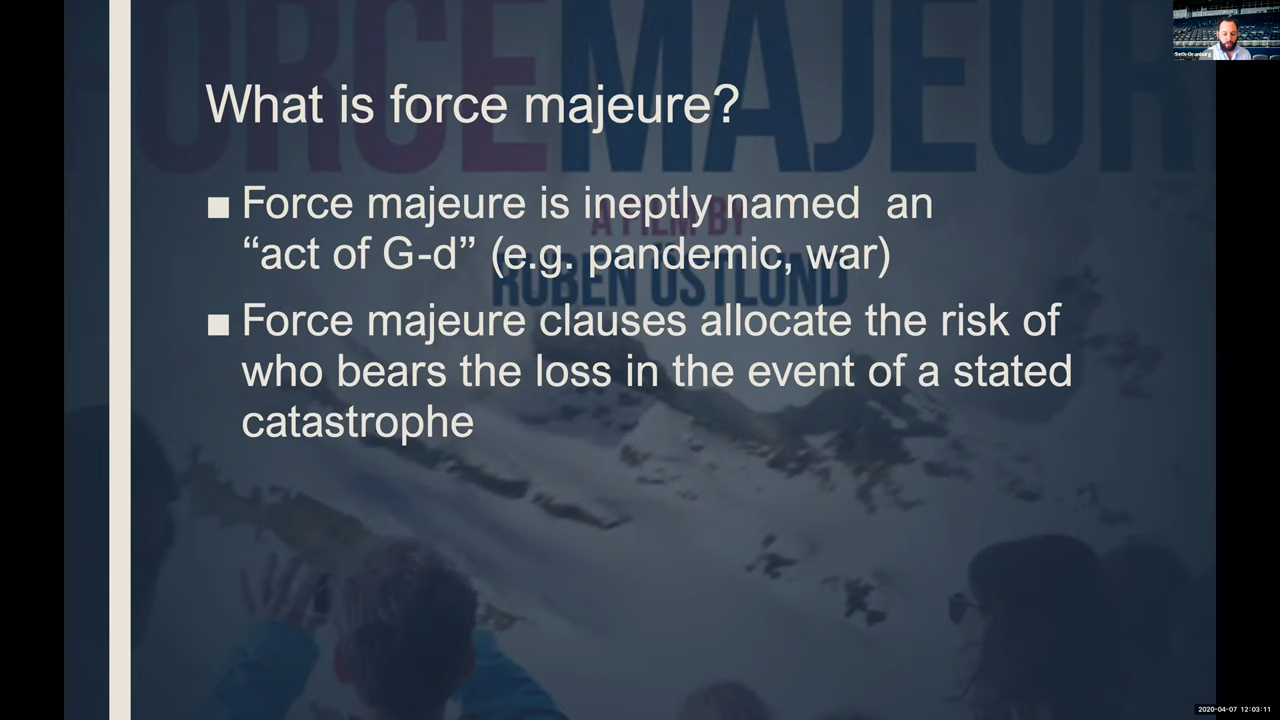 FORCE MAJEUR
What is force majeure?
■ Force majeure is ineptly named  an
“act of G-d” (e.g. pandemic, war)
A FILM BY
RUBEN ÖSTLUND
■ Force majeure clauses allocate the risk of
who bears the loss in the event of a stated
catastrophe
2020-04-07 12:03:11